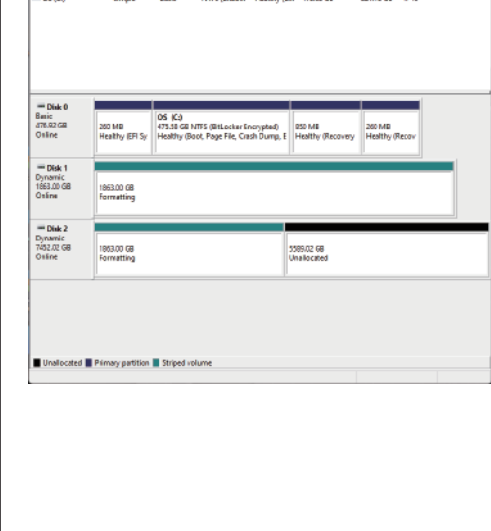 Disk 0
Basic
476.92 GB
Online
260 MB
Healthy (EFI Sy
OS (C:)
475.58 GB NTFS (BitLocker Encrypted)
Healthy (Boot, Page File, Crash Dump, E
850 MB
Healthy (Recovery
260 MB
Healthy (Recov
Disk 1
Dynamic
1863.00 GB
Online
1863.00 GB
Formatting
Disk 2
Dynamic
7452.02 GB
Online
1863.00 GB
Formatting
5589.02 GB
Unallocated
Unallocated Primary partition Striped volume